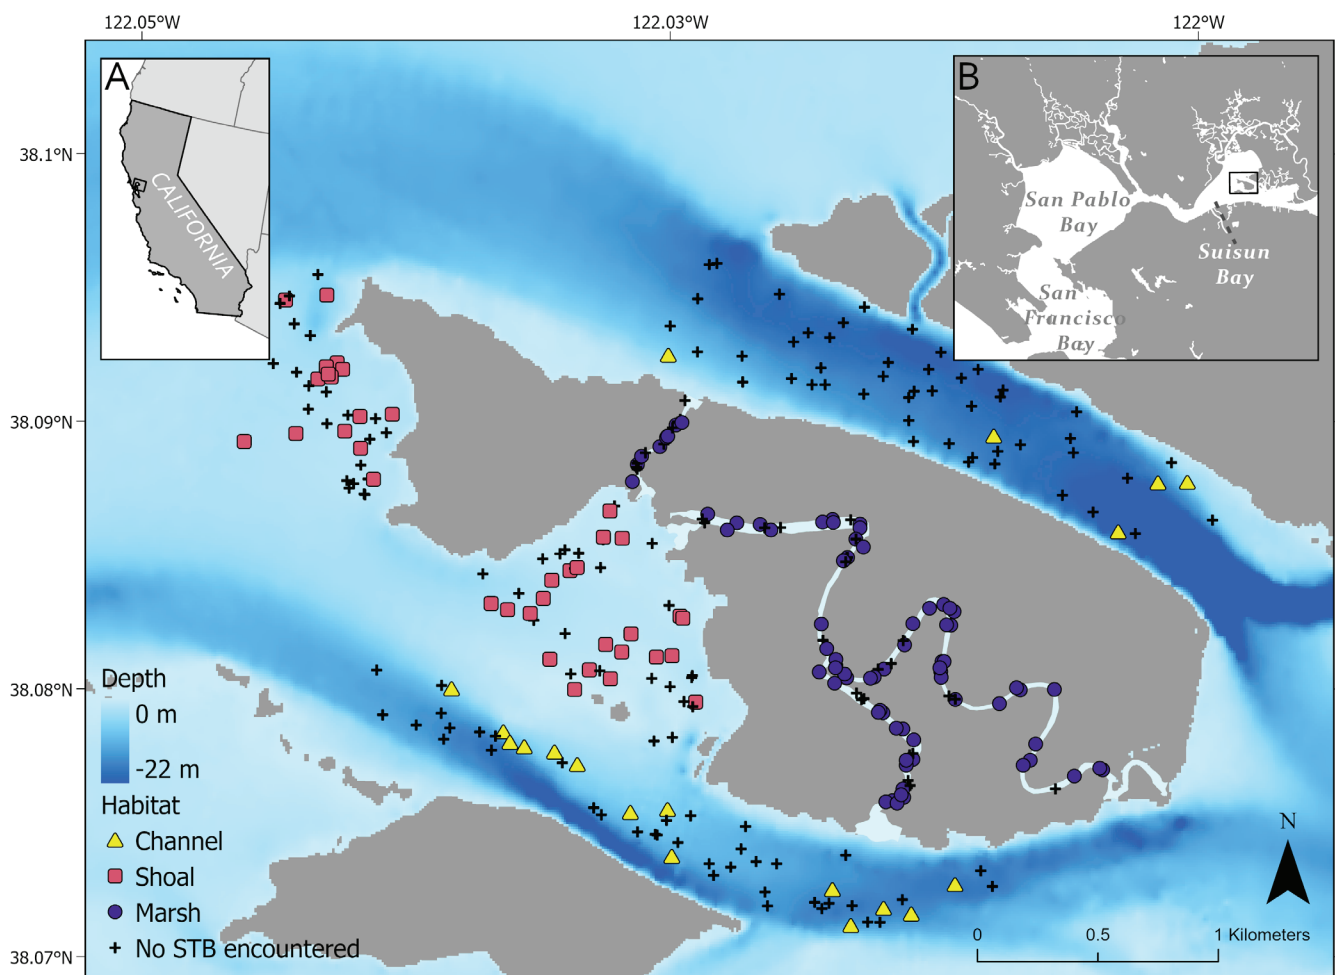 122.05°W
122.03°W
122°W
38.1°N
38.09°N
38.08°N
38.07°N
A
CALIFORNIA
B
San Pablo
Bay
Suisun
Bay
San
Francisco
Bay
Depth
0 m
-22 m
Habitat
Channel
Shoal
Marsh
No STB encountered
N
0
0.5
1 Kilometers